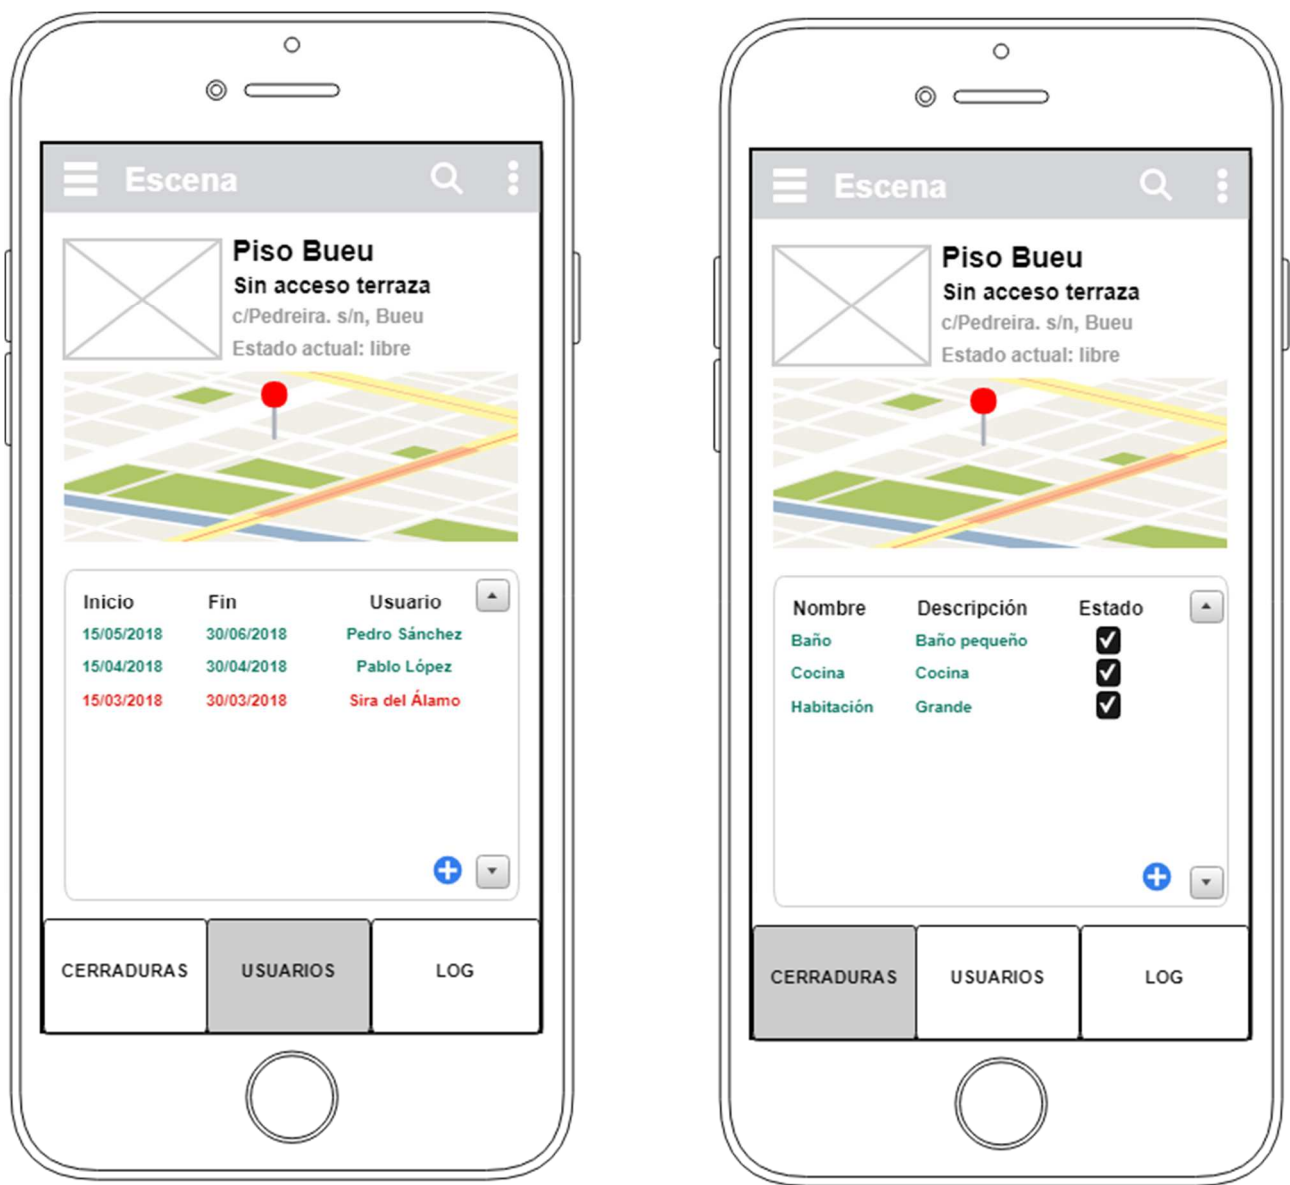 Escena
Piso Bueu
Sin acceso terraza
c/Pedreira. s/n, Bueu
Estado actual: libre
Inicio Fin Usuario
15/05/2018 30/06/2018 Pedro Sánchez
15/04/2018 30/04/2018 Pablo López
15/03/2018 30/03/2018 Sira del Álamo
CERRADURAS USUARIOS LOG
Escena
Piso Bueu
Sin acceso terraza
c/Pedreira. s/n, Bueu
Estado actual: libre
Nombre Descripción Estado
Baño Baño pequeño
Cocina Cocina
Habitación Grande
CERRADURAS USUARIOS LOG